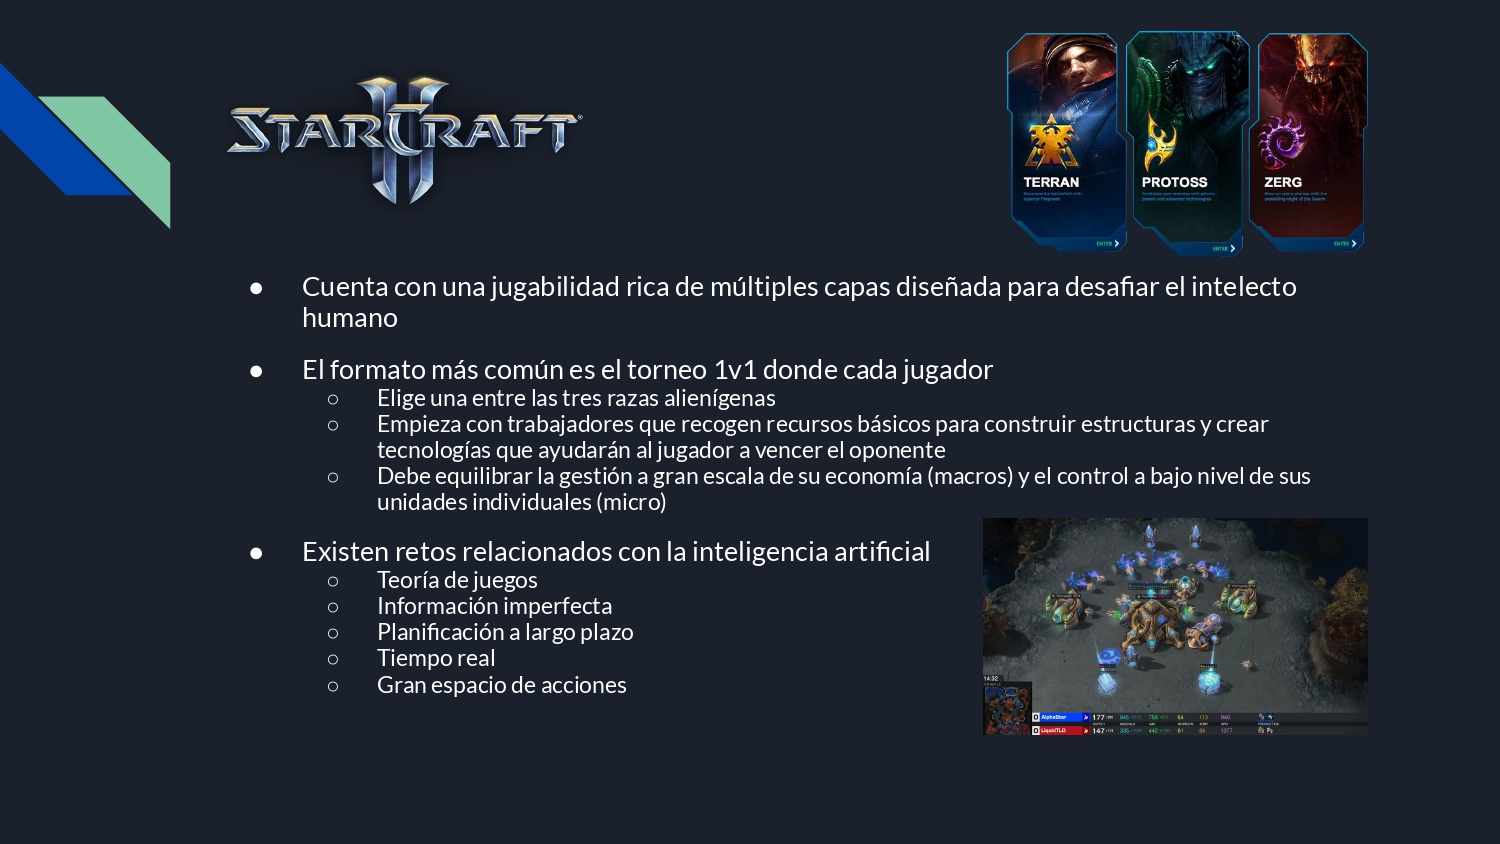 STARCRAFT II
TERRAN
PROTOSS
ZERG
ENTER
ENTER
ENTER
● Cuenta con una jugabilidad rica de múltiples capas diseñada para desafiar el intelecto
humano
● El formato más común es el torneo 1v1 donde cada jugador
○ Elige una entre las tres razas alienígenas
○ Empieza con trabajadores que recogen recursos básicos para construir estructuras y crear
tecnologías que ayudarán al jugador a vencer el oponente
○ Debe equilibrar la gestión a gran escala de su economía (macros) y el control a bajo nivel de sus
unidades individuales (micro)
● Existen retos relacionados con la inteligencia artificial
○ Teoría de juegos
○ Información imperfecta
○ Planificación a largo plazo
○ Tiempo real
○ Gran espacio de acciones
14:32
AlphaStar 177
LiquidTLO 147